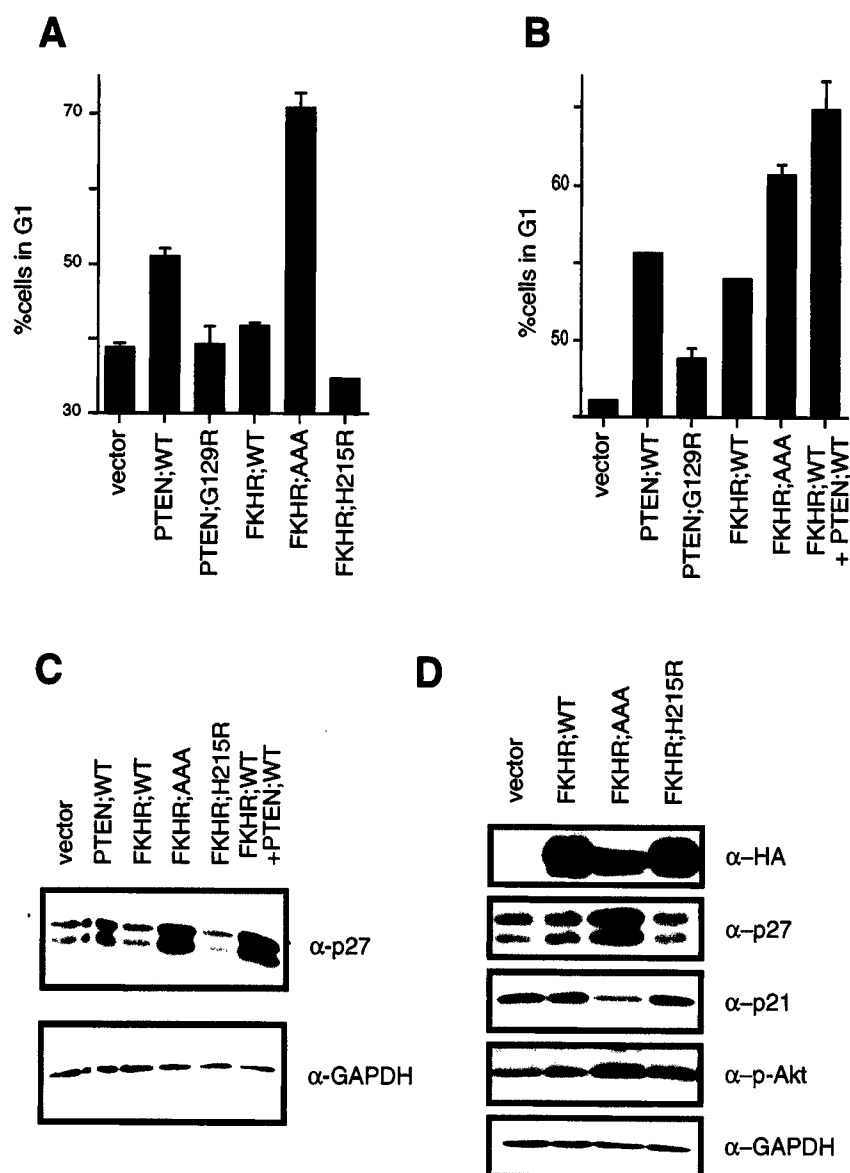 A
%cells in G1
70
50
30
vector
PTEN;WT
PTEN;G129R
FKHR;WT
FKHR;AAA
FKHR;H215R
B
%cells in G1
60
50
vector
PTEN;WT
PTEN;G129R
FKHR;WT
FKHR;AAA
FKHR;WT
+ PTEN;WT
C
vector
PTEN;WT
FKHR;WT
FKHR;AAA
FKHR;H215R
FKHR;WT
+PTEN;WT
α-p27
α-GAPDH
D
vector
FKHR;WT
FKHR;AAA
FKHR;H215R
α–HA
α–p27
α–p21
α–p-Akt
α–GAPDH